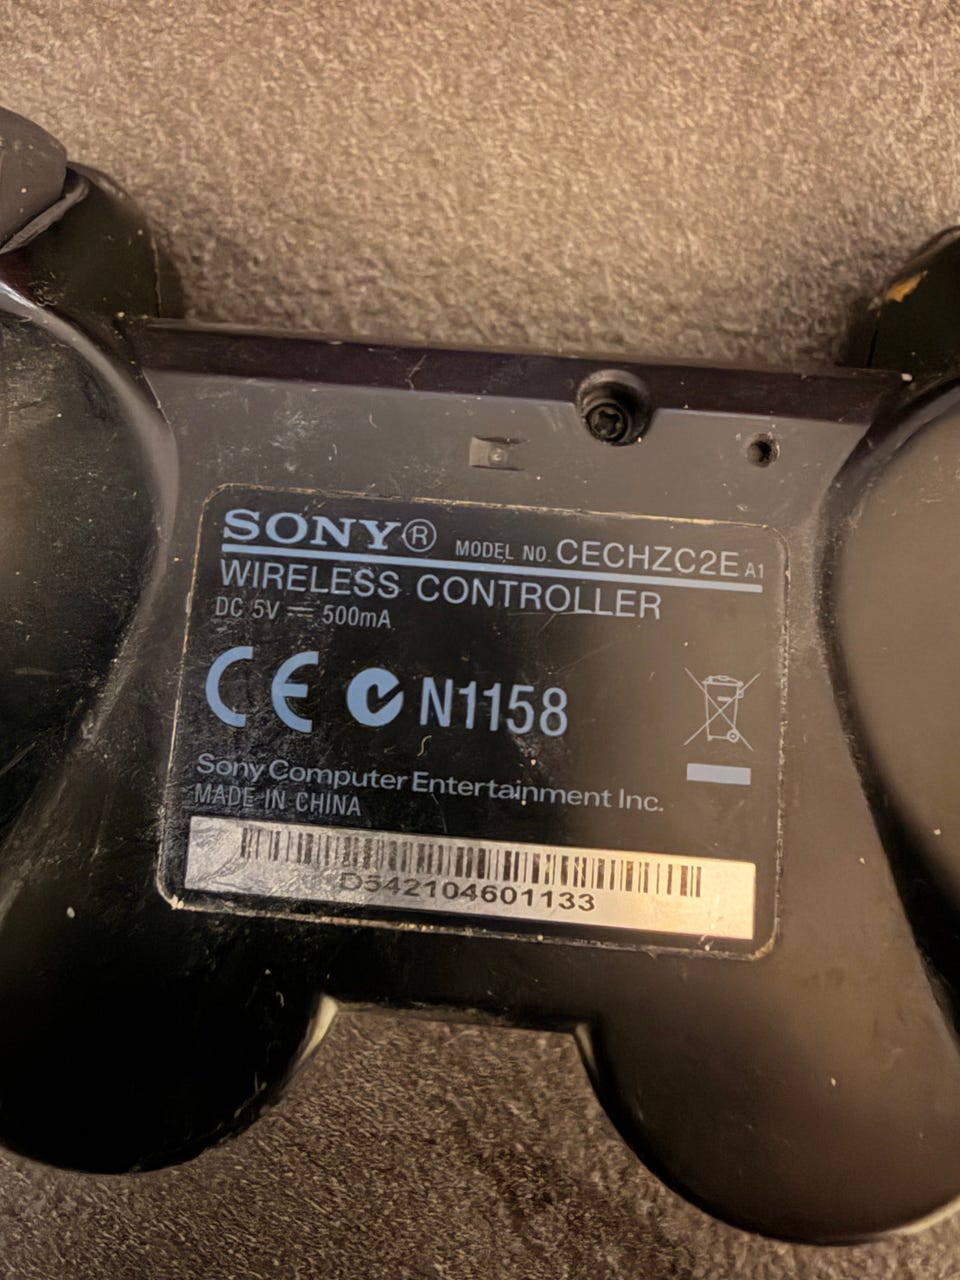 SONY® MODEL NO. CECHZC2E A1
WIRELESS CONTROLLER
DC 5V ⎓ 500mA
CE N1158
Sony Computer Entertainment Inc.
MADE IN CHINA
D542104601133